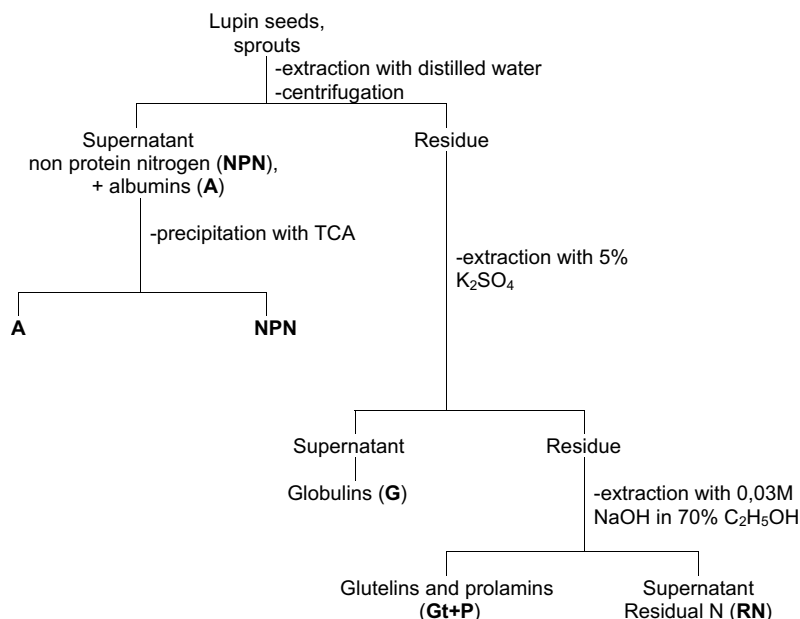 Lupin seeds,
sprouts
-extraction with distilled water
-centrifugation
Supernatant
non protein nitrogen (NPN),
+ albumins (A)
Residue
-precipitation with TCA
-extraction with 5%
K₂SO₄
A
NPN
Supernatant
Residue
Globulins (G)
-extraction with 0,03M
NaOH in 70% C₂H₅OH
Glutelins and prolamins
(Gt+P)
Supernatant
Residual N (RN)